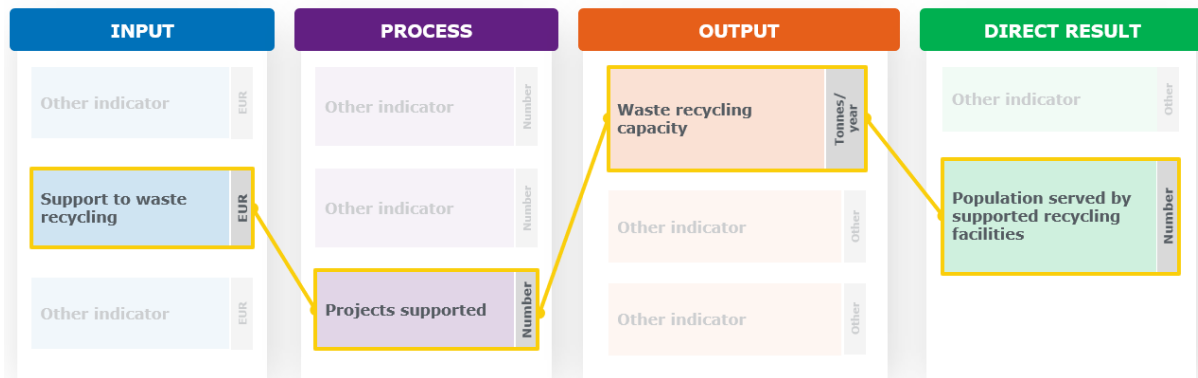 INPUT
Other indicator
EUR
Support to waste
recycling
EUR
Other indicator
EUR
PROCESS
Other indicator
Number
Other indicator
Number
Projects supported
Number
OUTPUT
Waste recycling
capacity
Tonnes/
year
Other indicator
Other
Other indicator
Other
DIRECT RESULT
Other indicator
Other
Population served by
supported recycling
facilities
Number